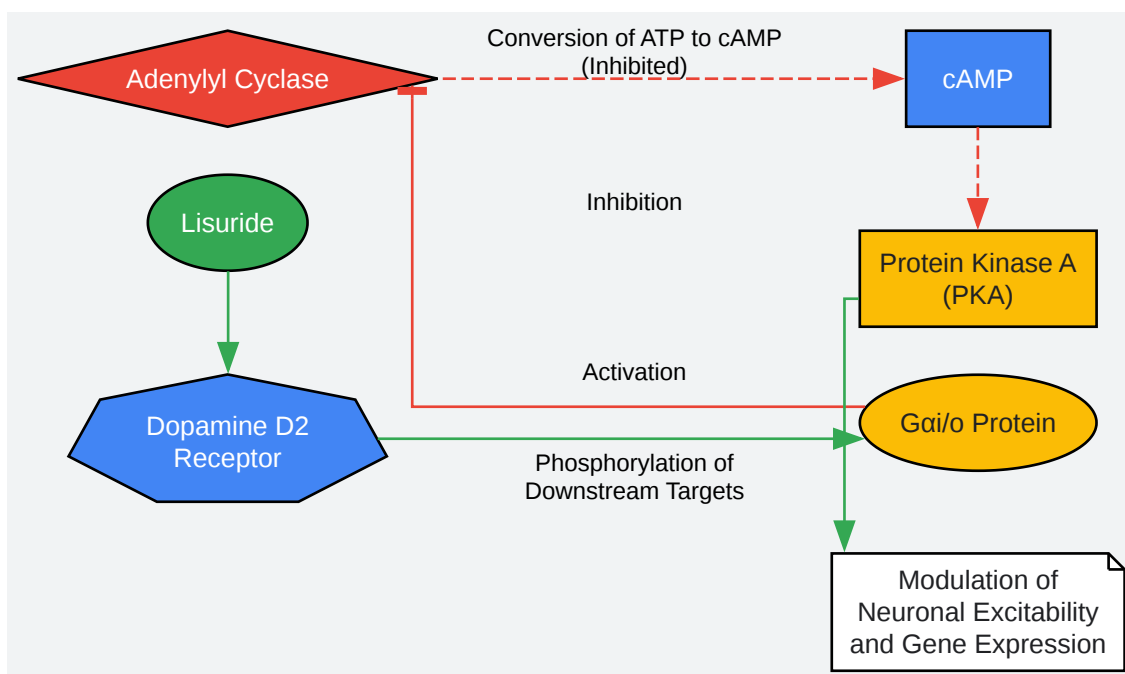 Conversion of ATP to cAMP
(Inhibited)
Adenylyl Cyclase
cAMP
Lisuride
Inhibition
Protein Kinase A
(PKA)
Activation
Dopamine D2
Receptor
Gαi/o Protein
Phosphorylation of
Downstream Targets
Modulation of
Neuronal Excitability
and Gene Expression